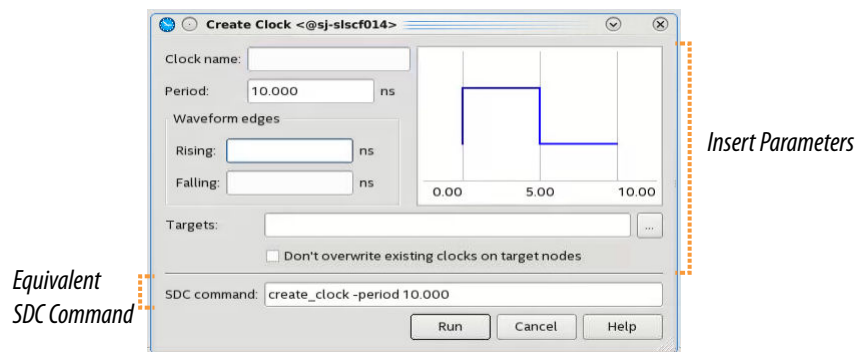 Create Clock <@sj-slscf014>
Clock name:
Period: 10.000 ns
Waveform edges
Rising: ns
Falling: ns
0.00 5.00 10.00
Insert Parameters
Targets: ...
Don't overwrite existing clocks on target nodes
Equivalent
SDC Command
SDC command: create_clock -period 10.000
Run Cancel Help